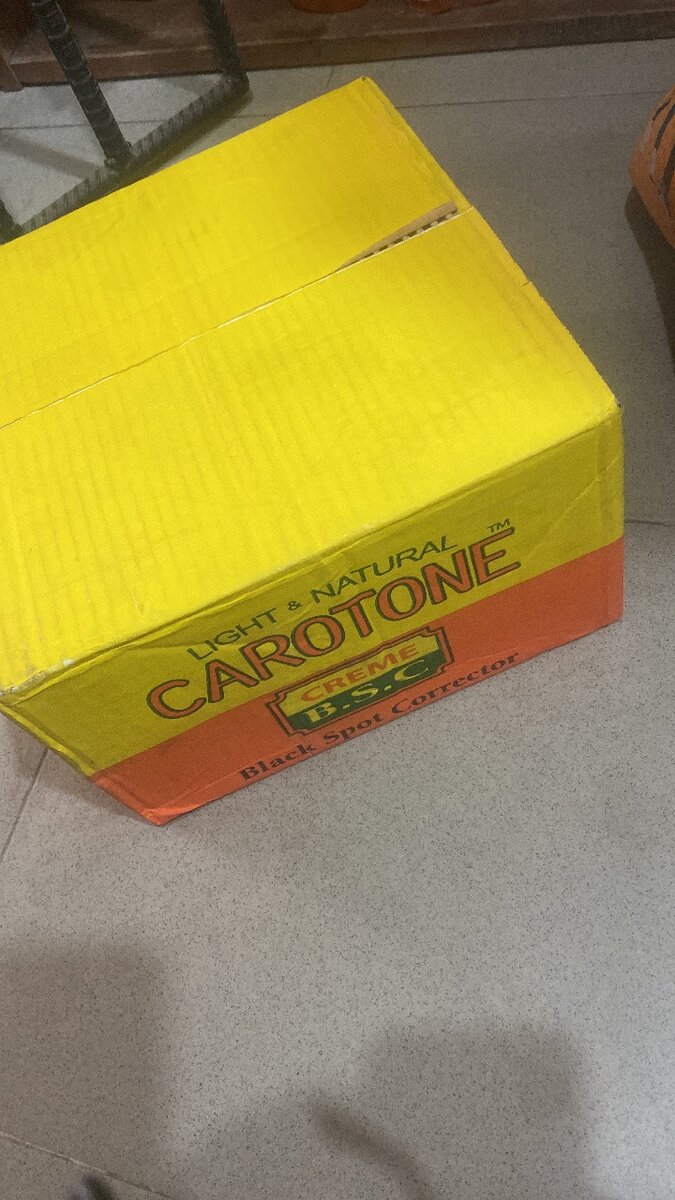 LIGHT & NATURAL
CAROTONE™
CREME
B.S.C
Black Spot Corrector